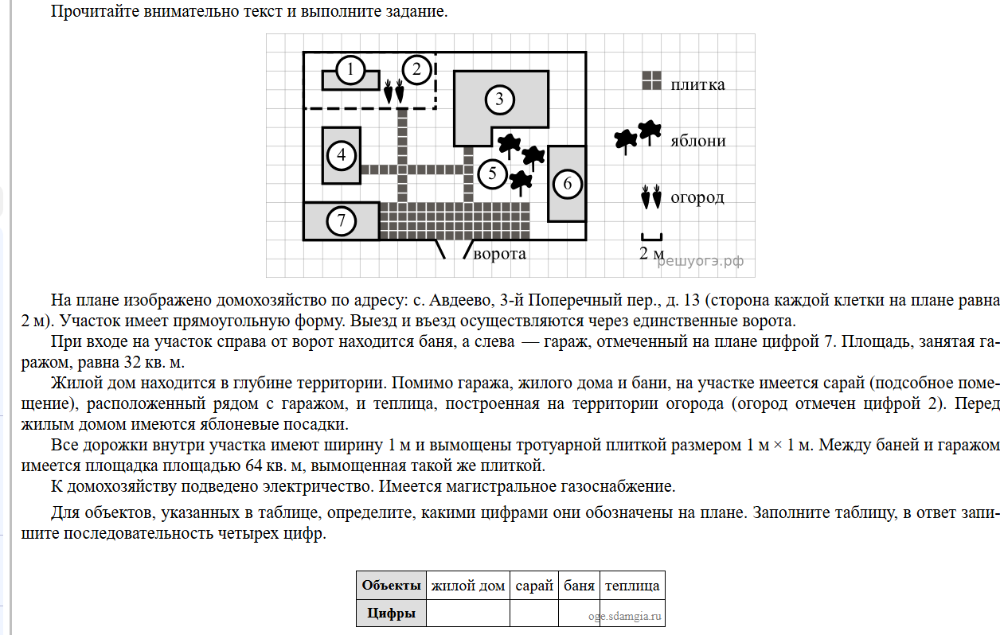 Прочитайте внимательно текст и выполните задание.
1
2
3
плитка
4
5
6
яблони
7
огород
ворота
2 м
решуогэ.рф
На плане изображено домохозяйство по адресу: с. Авдеево, 3-й Поперечный пер., д. 13 (сторона каждой клетки на плане равна
2 м). Участок имеет прямоугольную форму. Выезд и въезд осуществляются через единственные ворота.
При входе на участок справа от ворот находится баня, а слева — гараж, отмеченный на плане цифрой 7. Площадь, занятая га-
ражом, равна 32 кв. м.
Жилой дом находится в глубине территории. Помимо гаража, жилого дома и бани, на участке имеется сарай (подсобное поме-
щение), расположенный рядом с гаражом, и теплица, построенная на территории огорода (огород отмечен цифрой 2). Перед
жилым домом имеются яблоневые посадки.
Все дорожки внутри участка имеют ширину 1 м и вымощены тротуарной плиткой размером 1 м × 1 м. Между баней и гаражом
имеется площадка площадью 64 кв. м, вымощенная такой же плиткой.
К домохозяйству подведено электричество. Имеется магистральное газоснабжение.
Для объектов, указанных в таблице, определите, какими цифрами они обозначены на плане. Заполните таблицу, в ответ запи-
шите последовательность четырех цифр.
Объекты жилой дом сарай баня теплица
Цифры
oge.sdamgia.ru